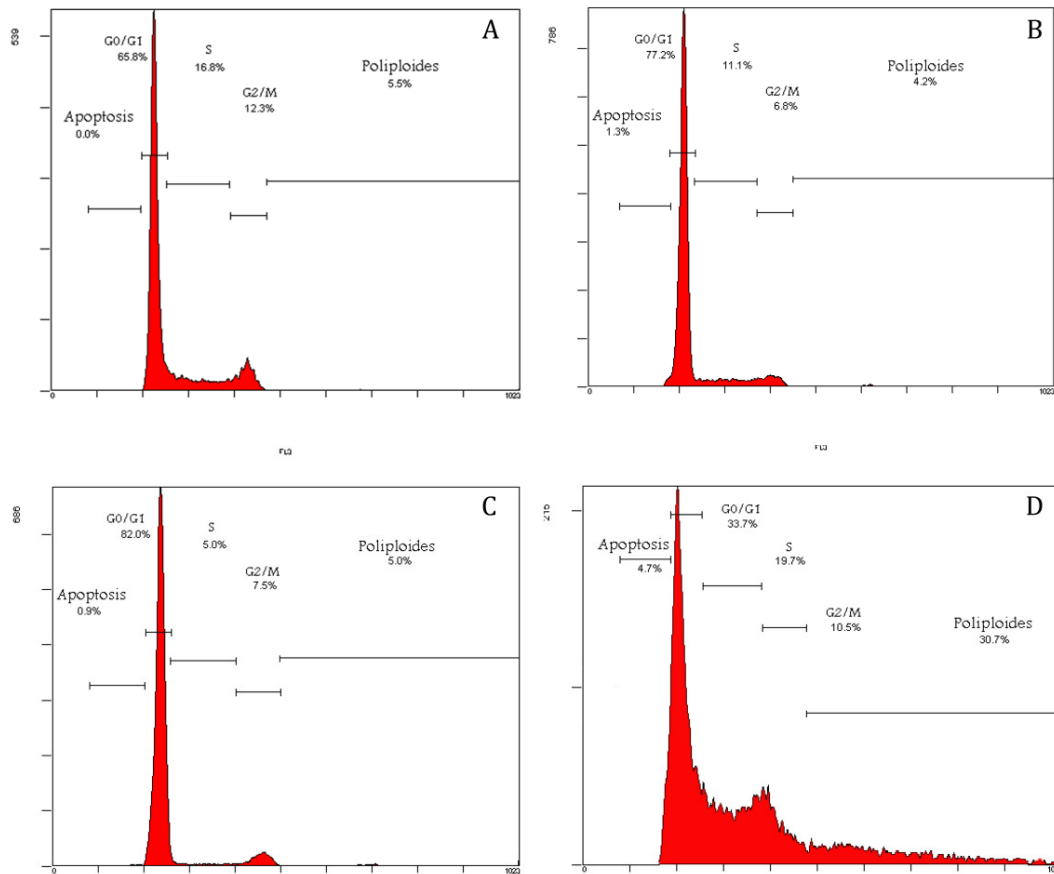 A
539
G0/G1
65.8%
S
16.8%
G2/M
12.3%
Poliploides
5.5%
Apoptosis
0.0%
0
1023
B
786
G0/G1
77.2%
S
11.1%
G2/M
6.8%
Poliploides
4.2%
Apoptosis
1.3%
0
1023
C
686
G0/G1
82.0%
S
5.0%
G2/M
7.5%
Poliploides
5.0%
Apoptosis
0.9%
0
1023
D
G0/G1
33.7%
S
19.7%
G2/M
10.5%
Poliploides
30.7%
Apoptosis
4.7%
0